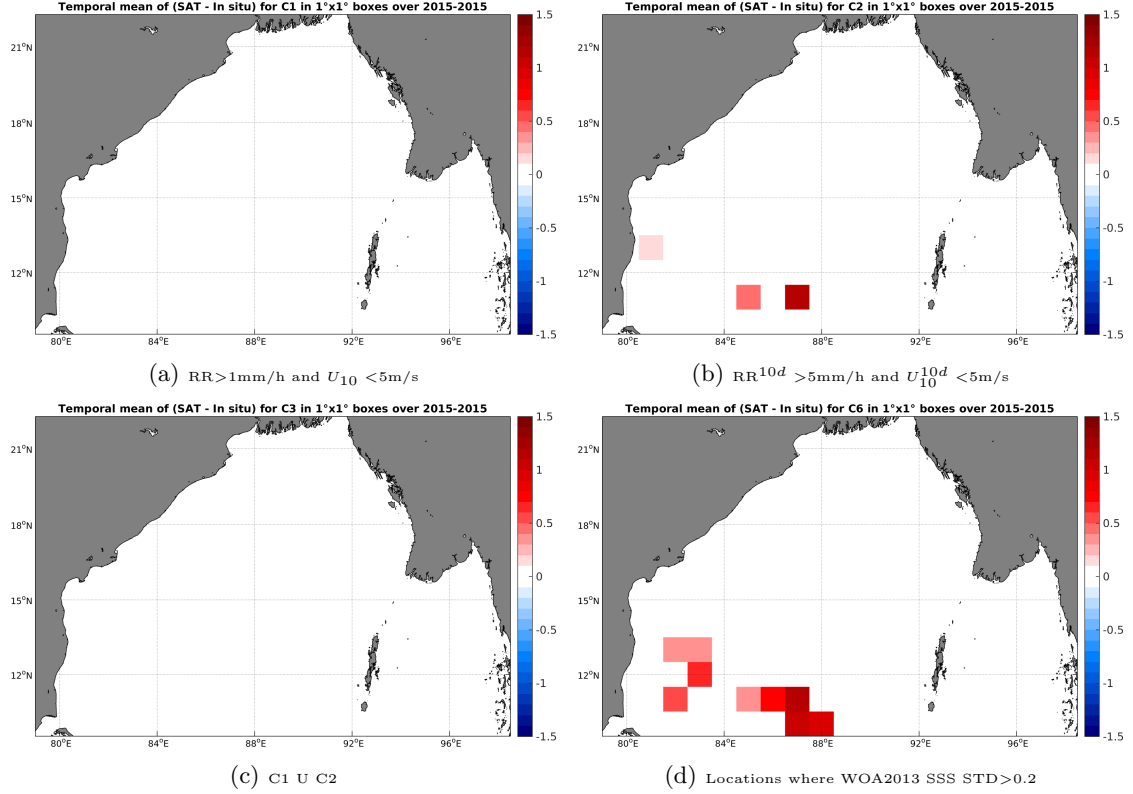 Temporal mean of (SAT - In situ) for C1 in 1°x1° boxes over 2015-2015
21°N
18°N
15°N
12°N
80°E 84°E 88°E 92°E 96°E
1.5
1
0.5
0
-0.5
-1
-1.5
(a) RR>1mm/h and U10 <5m/s
Temporal mean of (SAT - In situ) for C2 in 1°x1° boxes over 2015-2015
21°N
18°N
15°N
12°N
80°E 84°E 88°E 92°E 96°E
1.5
1
0.5
0
-0.5
-1
-1.5
(b) RR^10d >5mm/h and U10^10d <5m/s
Temporal mean of (SAT - In situ) for C3 in 1°x1° boxes over 2015-2015
21°N
18°N
15°N
12°N
80°E 84°E 88°E 92°E 96°E
1.5
1
0.5
0
-0.5
-1
-1.5
(c) C1 U C2
Temporal mean of (SAT - In situ) for C6 in 1°x1° boxes over 2015-2015
21°N
18°N
15°N
12°N
80°E 84°E 88°E 92°E 96°E
1.5
1
0.5
0
-0.5
-1
-1.5
(d) Locations where WOA2013 SSS STD>0.2